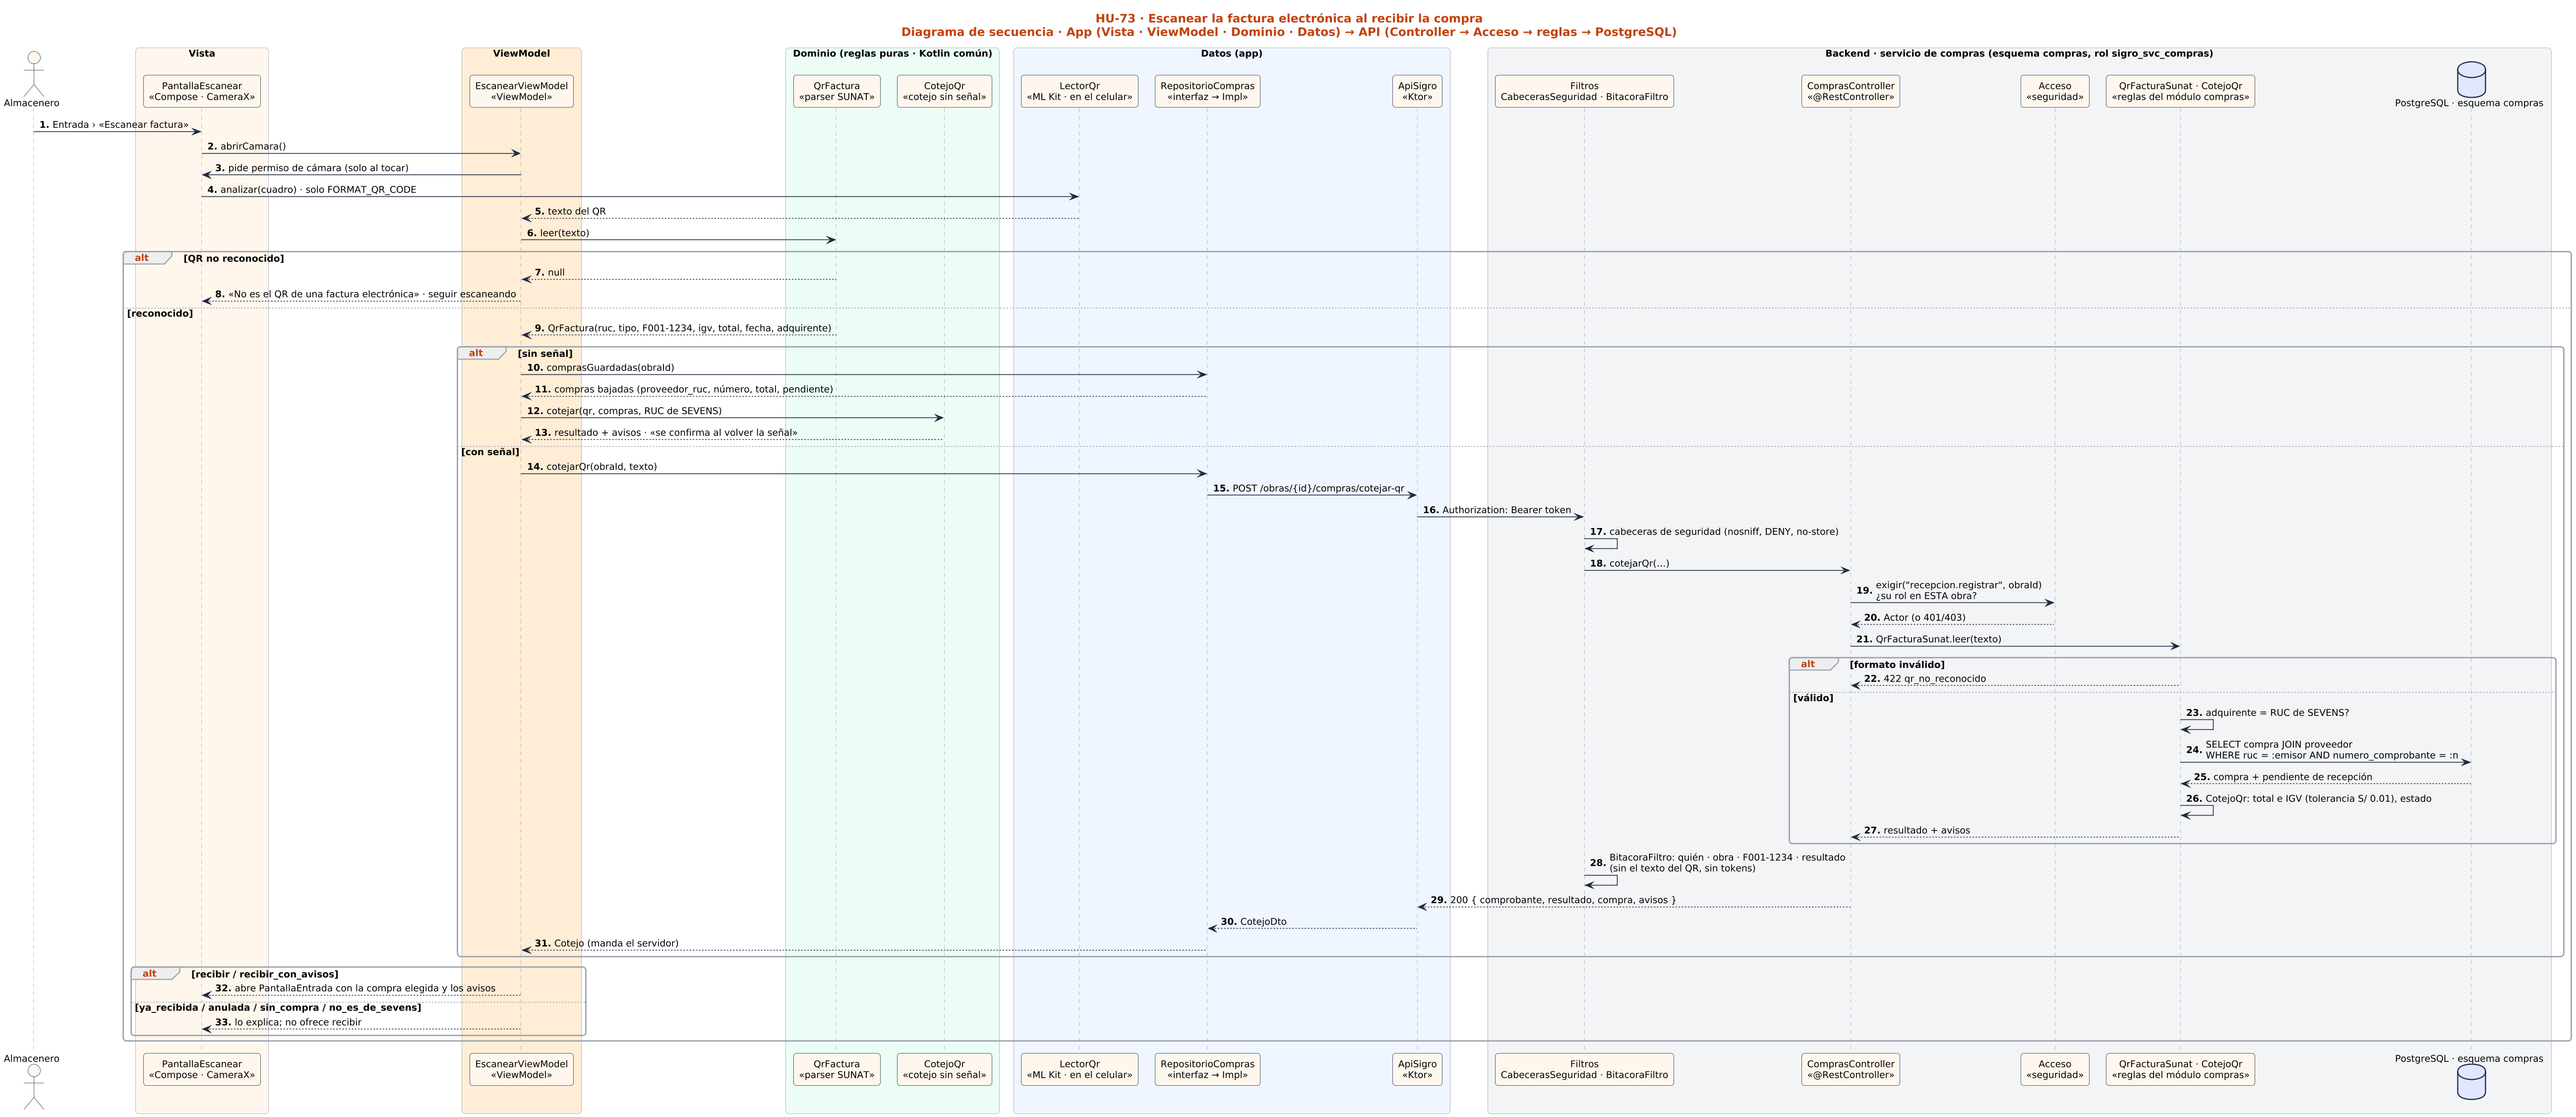 HU-73 · Escanear la factura electrónica al recibir la compra
Diagrama de secuencia · App (Vista · ViewModel · Dominio · Datos) → API (Controller → Acceso → reglas → PostgreSQL)
Vista
ViewModel
Dominio (reglas puras · Kotlin común)
Datos (app)
Backend · servicio de compras (esquema compras, rol sigro_svc_compras)
Almacenero
PantallaEscanear
«Compose · CameraX»
EscanearViewModel
«ViewModel»
QrFactura
«parser SUNAT»
CotejoQr
«cotejo sin señal»
LectorQr
«ML Kit · en el celular»
RepositorioCompras
«interfaz → Impl»
ApiSigro
«Ktor»
Filtros
CabecerasSeguridad · BitacoraFiltro
ComprasController
«@RestController»
Acceso
«seguridad»
QrFacturaSunat · CotejoQr
«reglas del módulo compras»
PostgreSQL · esquema compras
1. Entrada › «Escanear factura»
2. abrirCamara()
3. pide permiso de cámara (solo al tocar)
4. analizar(cuadro) · solo FORMAT_QR_CODE
5. texto del QR
6. leer(texto)
alt [QR no reconocido]
7. null
8. «No es el QR de una factura electrónica» · seguir escaneando
[reconocido]
9. QrFactura(ruc, tipo, F001-1234, igv, total, fecha, adquirente)
alt [sin señal]
10. comprasGuardadas(obraId)
11. compras bajadas (proveedor_ruc, número, total, pendiente)
12. cotejar(qr, compras, RUC de SEVENS)
13. resultado + avisos · «se confirma al volver la señal»
[con señal]
14. cotejarQr(obraId, texto)
15. POST /obras/{id}/compras/cotejar-qr
16. Authorization: Bearer token
17. cabeceras de seguridad (nosniff, DENY, no-store)
18. cotejarQr(...)
19. exigir("recepcion.registrar", obraId)
¿su rol en ESTA obra?
20. Actor (o 401/403)
21. QrFacturaSunat.leer(texto)
alt [formato inválido]
22. 422 qr_no_reconocido
[válido]
23. adquirente = RUC de SEVENS?
24. SELECT compra JOIN proveedor
WHERE ruc = :emisor AND numero_comprobante = :n
25. compra + pendiente de recepción
26. CotejoQr: total e IGV (tolerancia S/ 0.01), estado
27. resultado + avisos
28. BitacoraFiltro: quién · obra · F001-1234 · resultado
(sin el texto del QR, sin tokens)
29. 200 { comprobante, resultado, compra, avisos }
30. CotejoDto
31. Cotejo (manda el servidor)
alt [recibir / recibir_con_avisos]
32. abre PantallaEntrada con la compra elegida y los avisos
[ya_recibida / anulada / sin_compra / no_es_de_sevens]
33. lo explica; no ofrece recibir
Almacenero
PantallaEscanear
«Compose · CameraX»
EscanearViewModel
«ViewModel»
QrFactura
«parser SUNAT»
CotejoQr
«cotejo sin señal»
LectorQr
«ML Kit · en el celular»
RepositorioCompras
«interfaz → Impl»
ApiSigro
«Ktor»
Filtros
CabecerasSeguridad · BitacoraFiltro
ComprasController
«@RestController»
Acceso
«seguridad»
QrFacturaSunat · CotejoQr
«reglas del módulo compras»
PostgreSQL · esquema compras